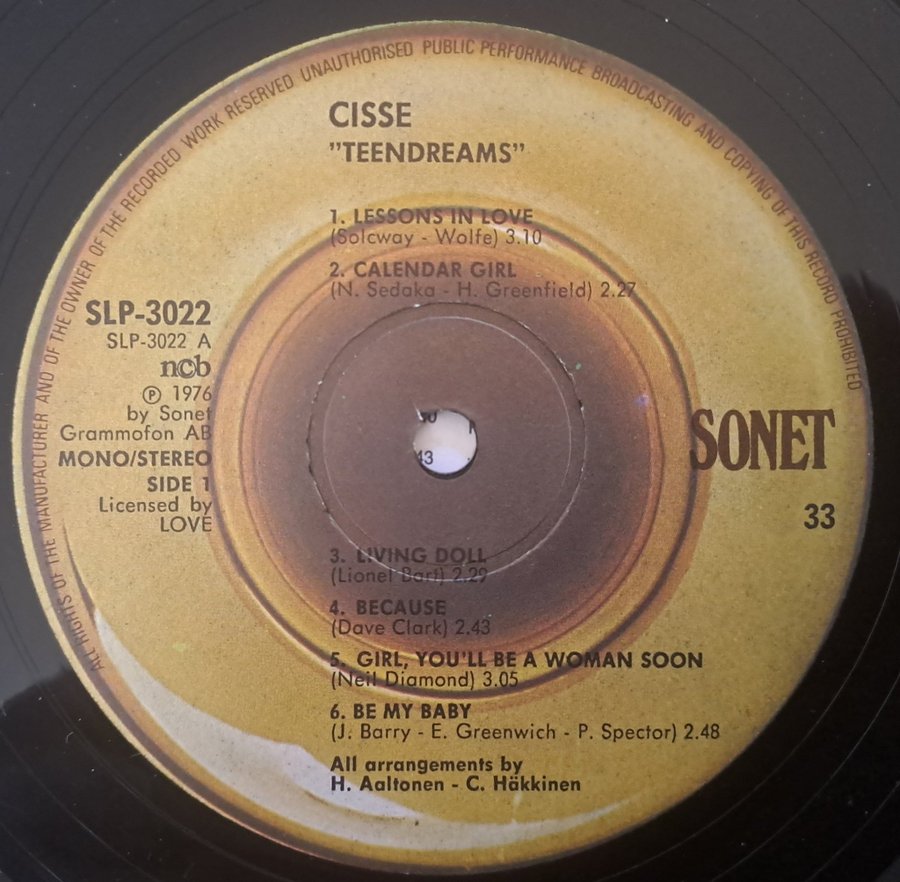 ALL RIGHTS OF THE MANUFACTURER AND OF THE OWNER OF THE RECORDED WORK RESERVED UNAUTHORISED PUBLIC PERFORMANCE BROADCASTING AND COPYING OF THIS RECORD PROHIBITED
CISSE
"TEENDREAMS"
1. LESSONS IN LOVE
(Solcway - Wolfe) 3.10
2. CALENDAR GIRL
(N. Sedaka - H. Greenfield) 2.27
SLP-3022
SLP-3022 A
ncb
℗ 1976
by Sonet
Grammofon AB
MONO/STEREO
SIDE 1
Licensed by
LOVE
SONET
33
3. LIVING DOLL
(Lionel Bart) 2.29
4. BECAUSE
(Dave Clark) 2.43
5. GIRL, YOU'LL BE A WOMAN SOON
(Neil Diamond) 3.05
6. BE MY BABY
(J. Barry - E. Greenwich - P. Spector) 2.48
All arrangements by
H. Aaltonen - C. Häkkinen